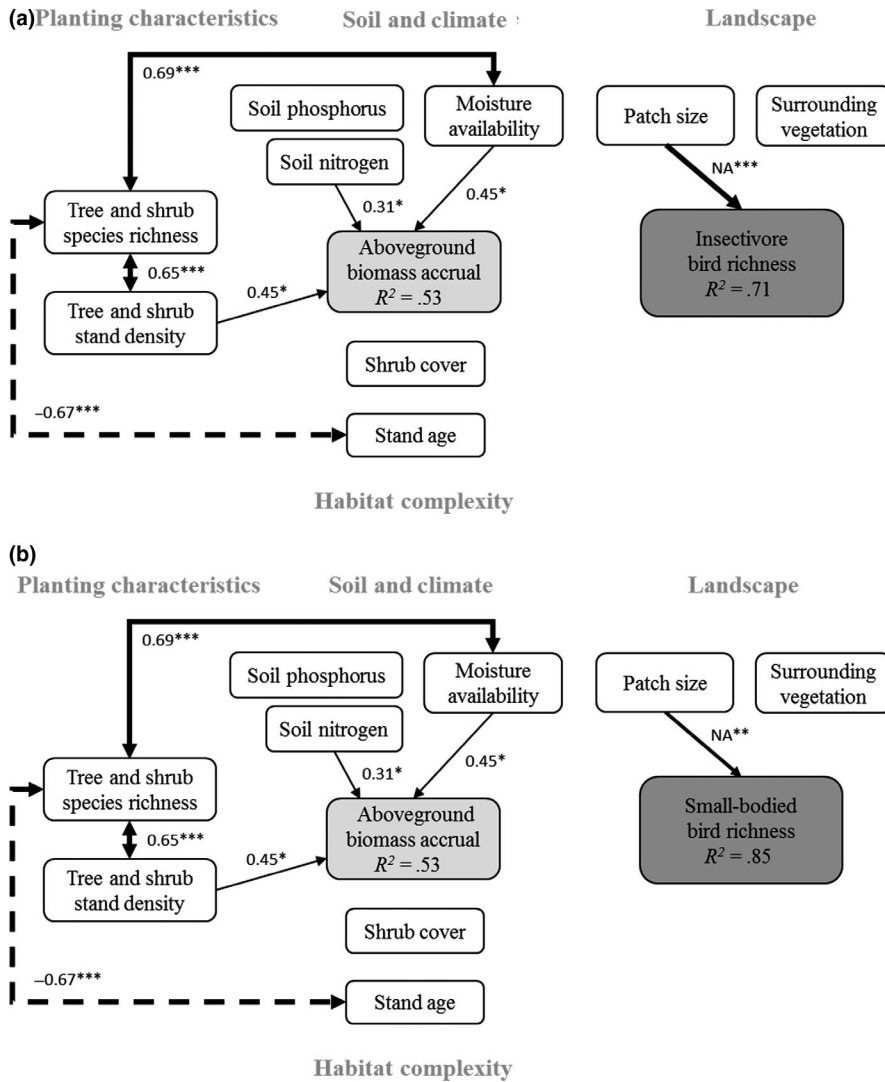 (a) Planting characteristics Soil and climate Landscape
0.69***
Soil phosphorus
Moisture
availability
Patch size
Surrounding
vegetation
Soil nitrogen
NA***
Tree and shrub
species richness
0.31*
0.45*
Aboveground
biomass accrual
R² = .53
Insectivore
bird richness
R² = .71
0.65***
0.45*
Tree and shrub
stand density
Shrub cover
−0.67***
Stand age
Habitat complexity
(b)
Planting characteristics Soil and climate Landscape
0.69***
Soil phosphorus
Moisture
availability
Patch size
Surrounding
vegetation
Soil nitrogen
NA**
Tree and shrub
species richness
0.31*
0.45*
Aboveground
biomass accrual
R² = .53
Small-bodied
bird richness
R² = .85
0.65***
0.45*
Tree and shrub
stand density
Shrub cover
−0.67***
Stand age
Habitat complexity